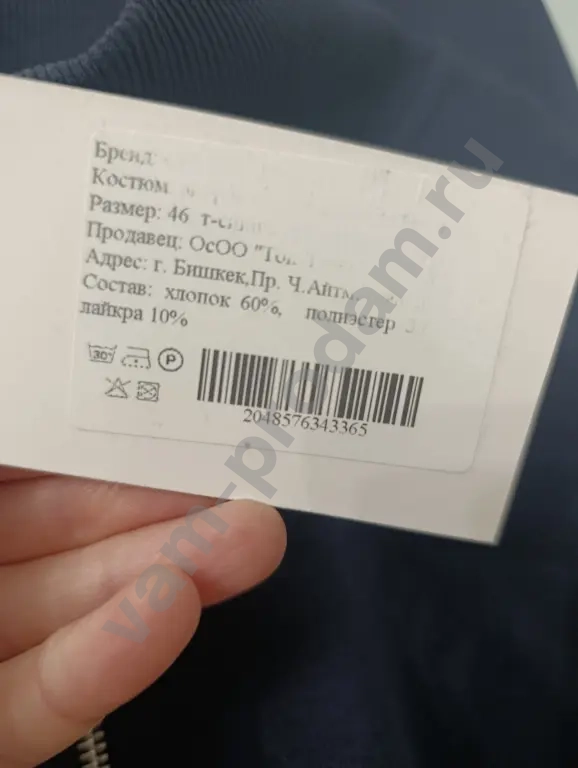 Бренд:
Костюм
Размер: 46
Продавец: ОсОО
Адрес: г. Бишкек,Пр. Ч.Айтм
Состав: хлопок 60%, полиэстер
лайкра 10%
30°
P
2048576343365
vam-prodam.ru